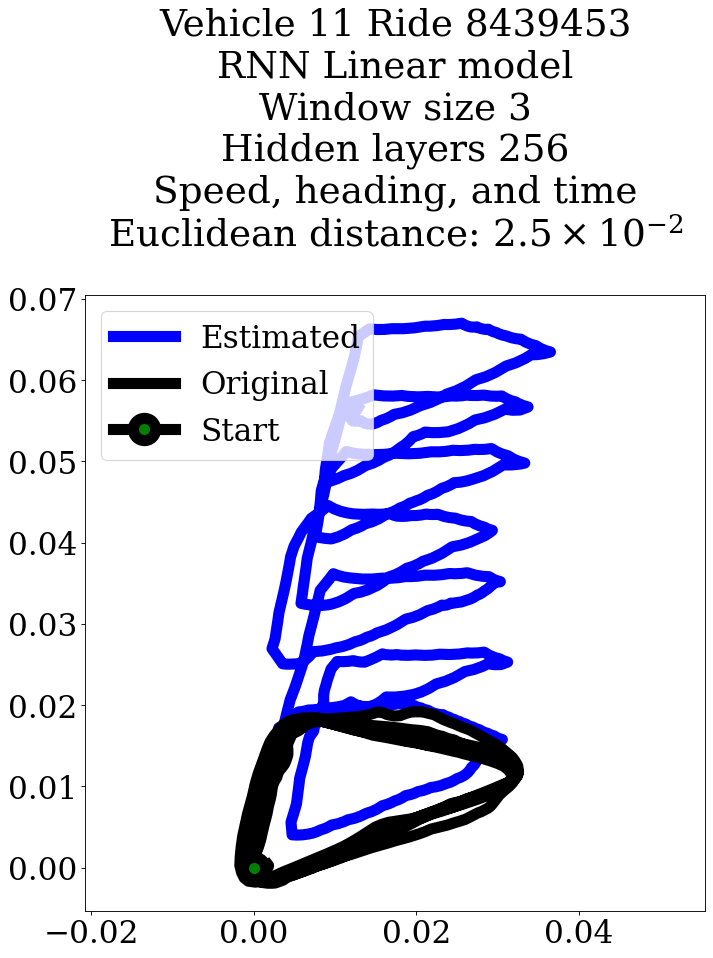 Vehicle 11 Ride 8439453
RNN Linear model
Window size 3
Hidden layers 256
Speed, heading, and time
Euclidean distance: 2.5 × 10⁻²
0.07
0.06
0.05
0.04
0.03
0.02
0.01
0.00
Estimated
Original
Start
−0.02 0.00 0.02 0.04